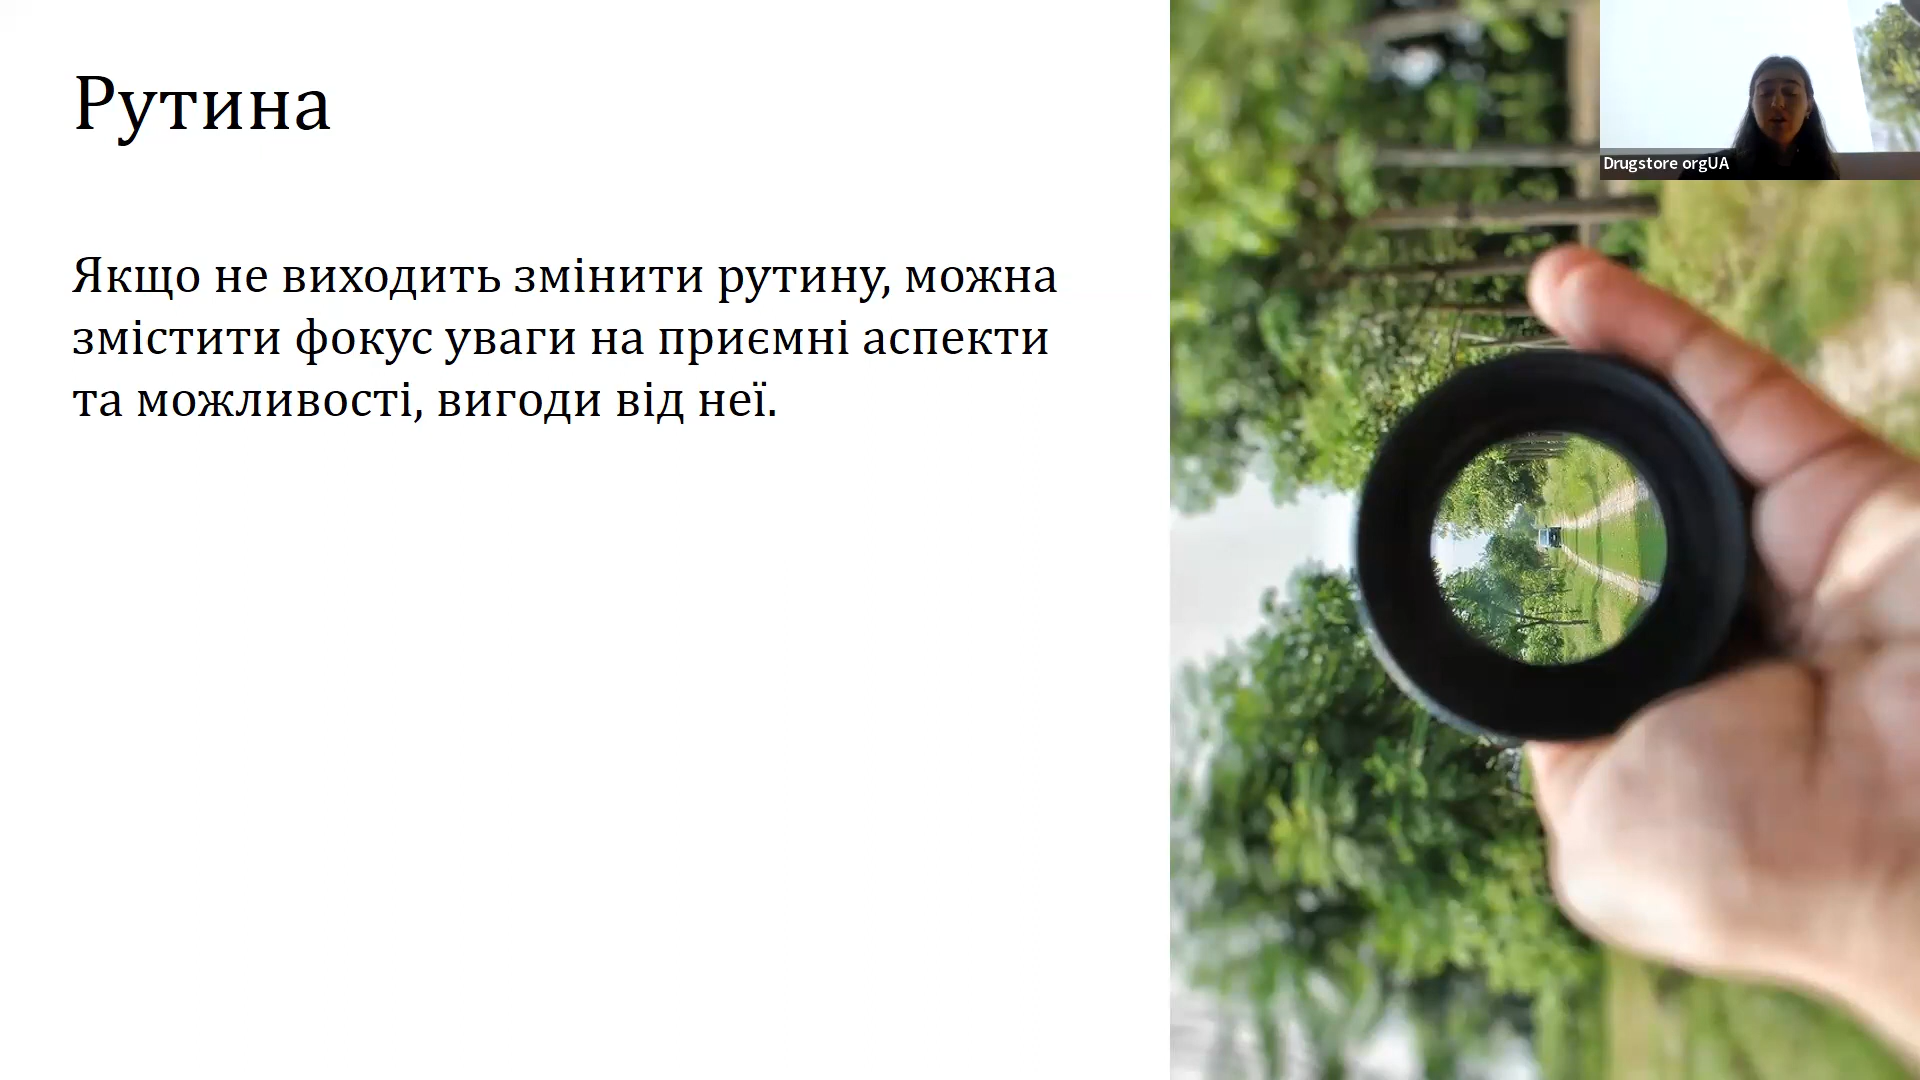 Рутина
Якщо не виходить змінити рутину, можна
змістити фокус уваги на приємні аспекти
та можливості, вигоди від неї.
Drugstore orgUA